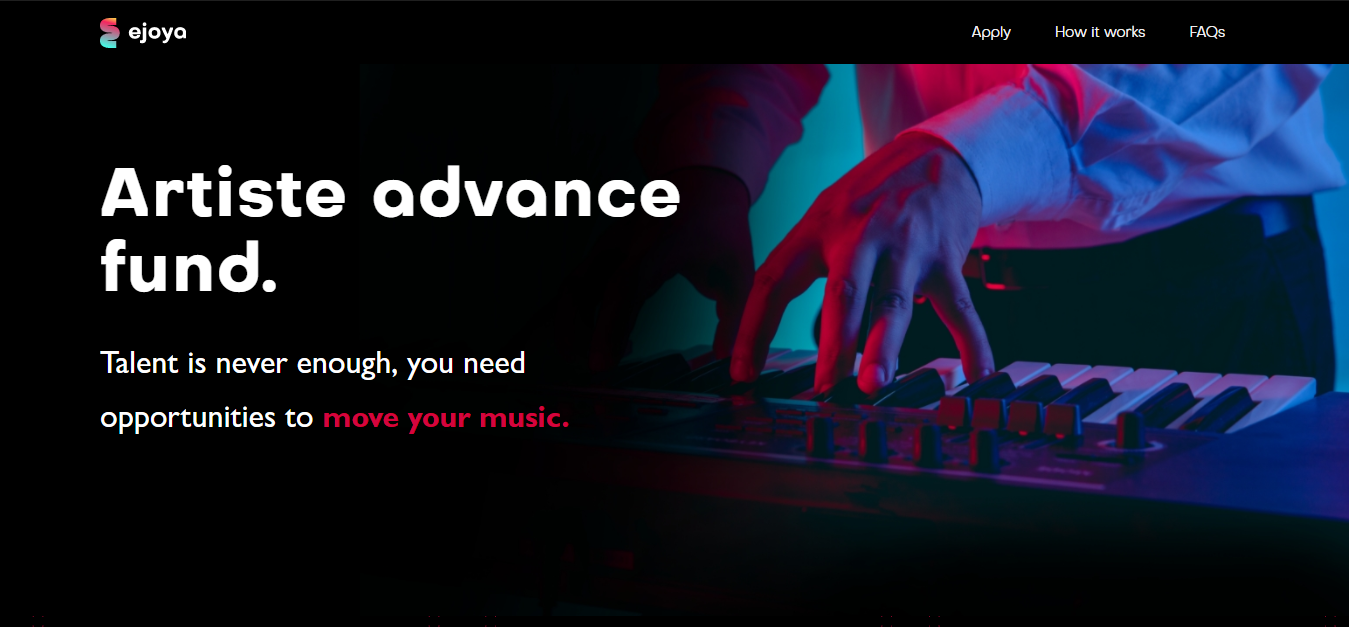 ejoya
Apply
How it works
FAQs
Artiste advance
fund.
Talent is never enough, you need
opportunities to move your music.